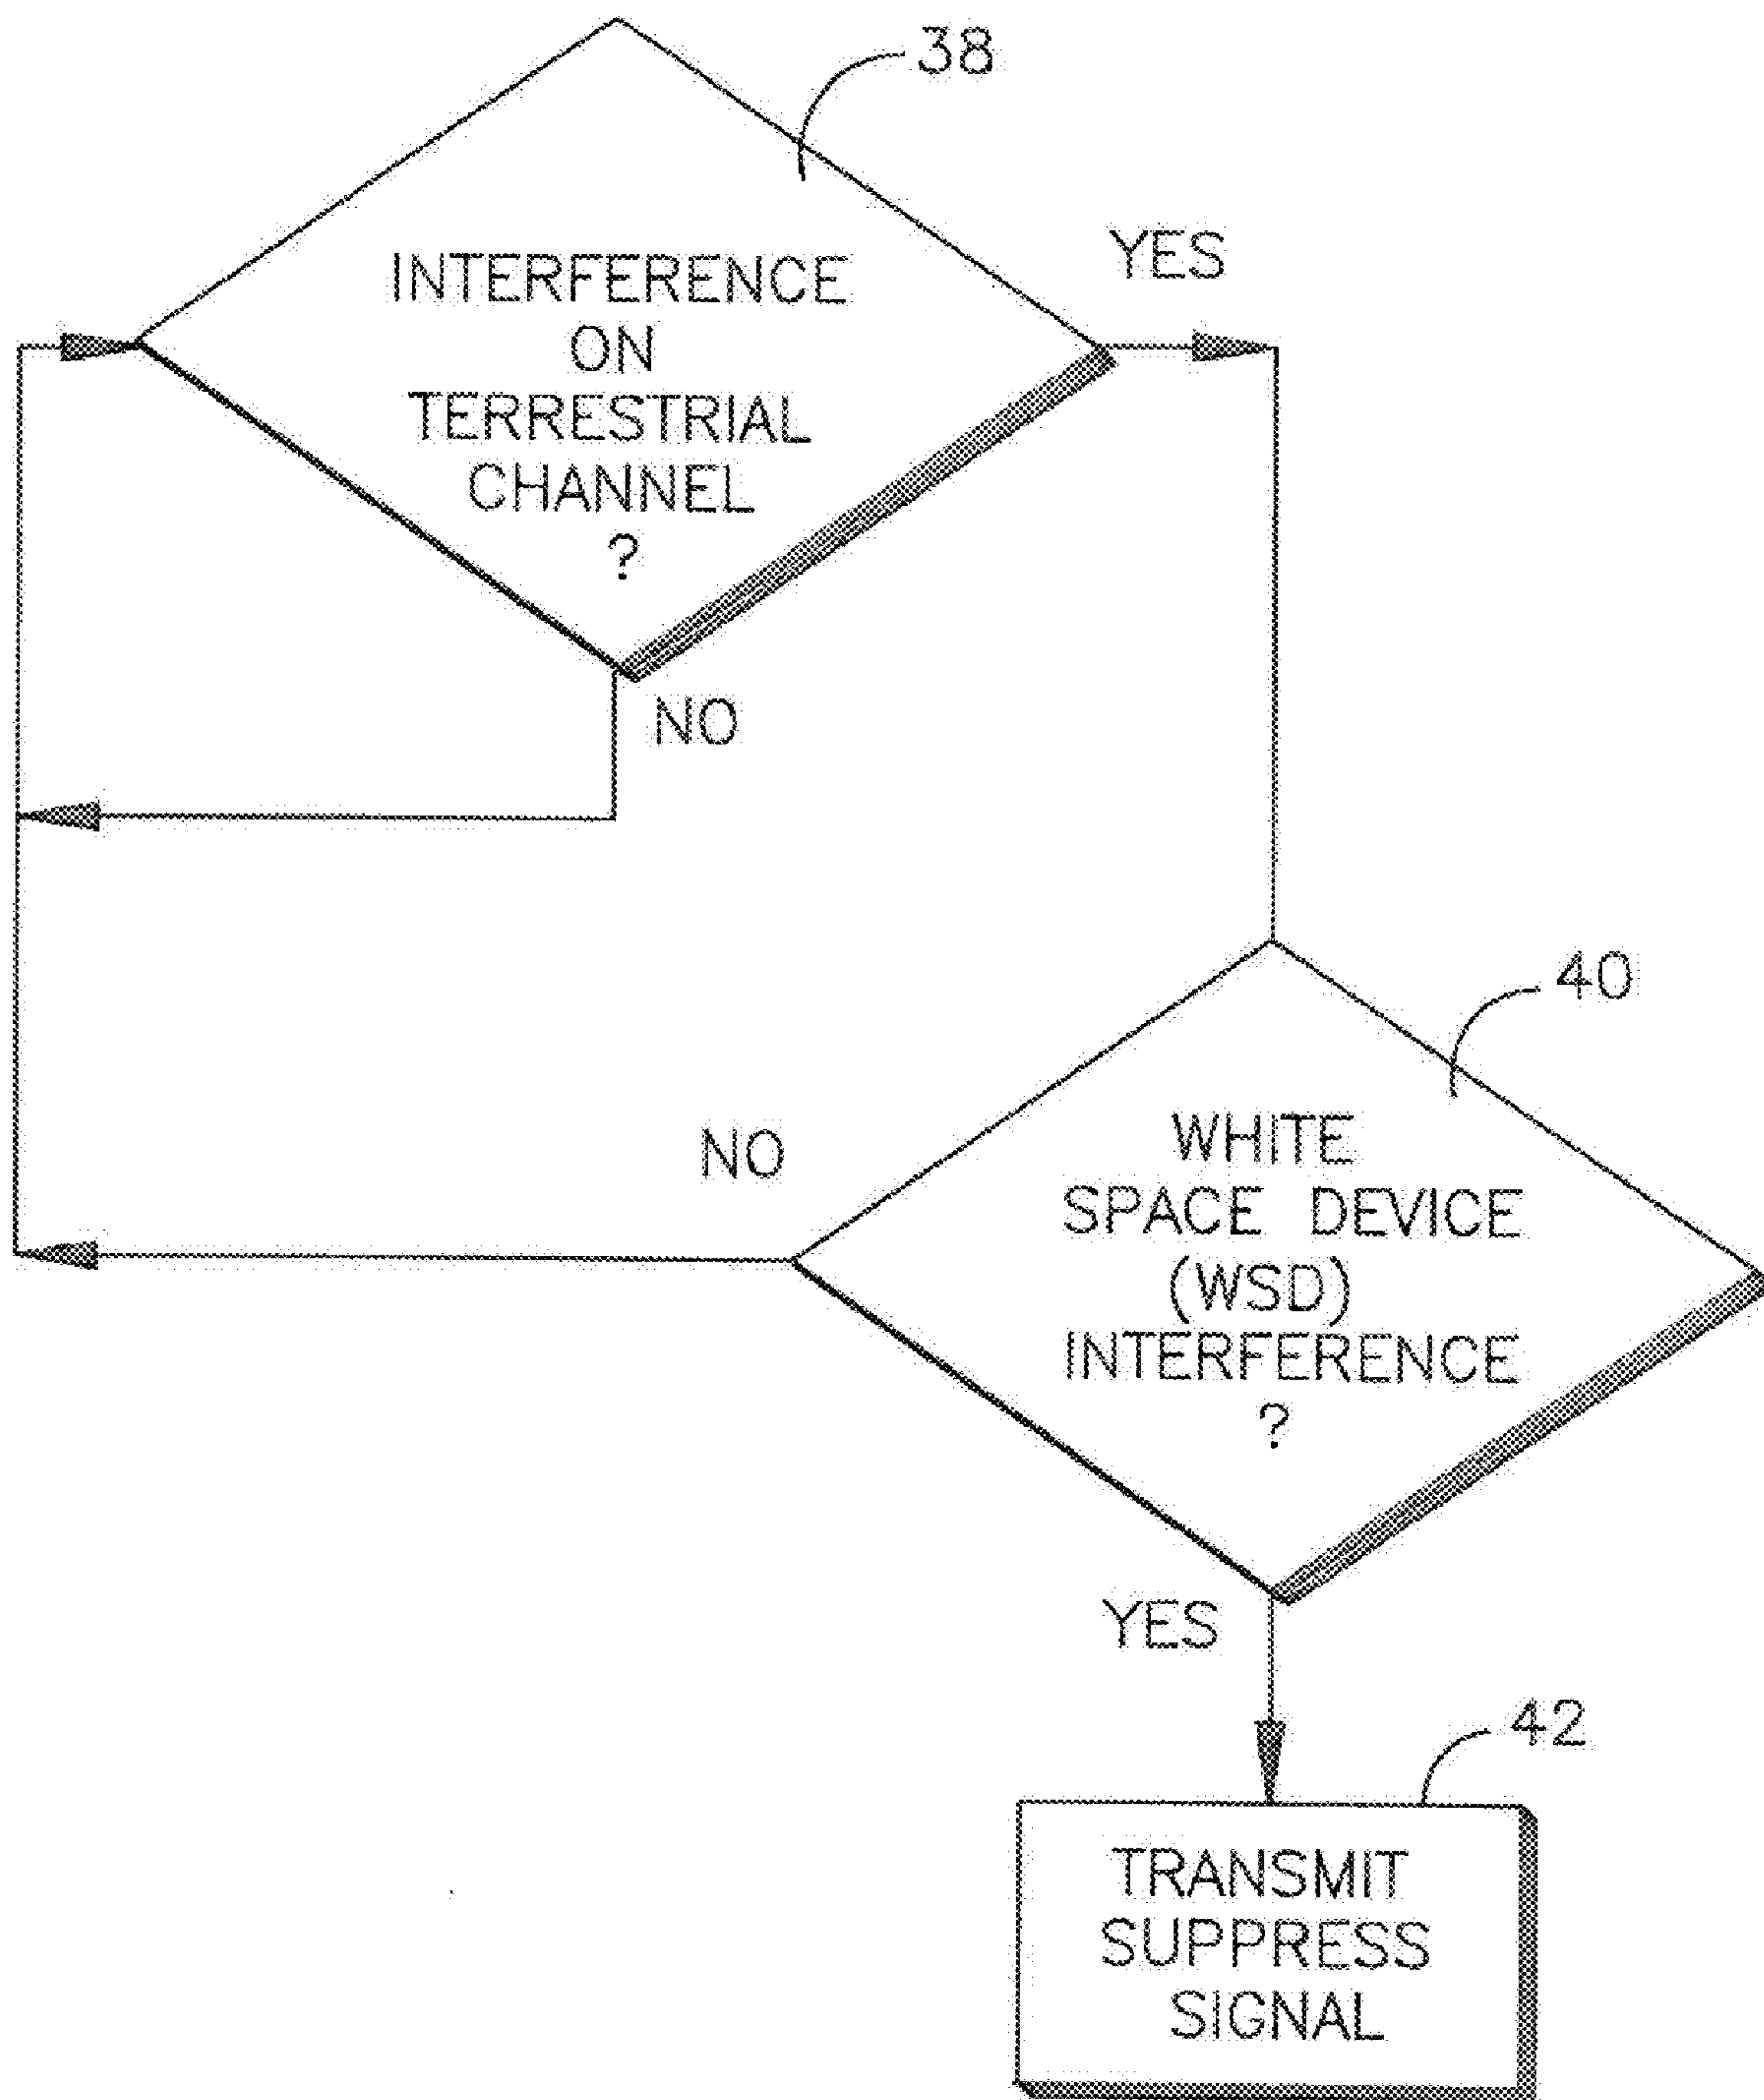 38
INTERFERENCE
ON
TERRESTRIAL
CHANNEL
?
YES
NO
40
WHITE
SPACE DEVICE
(WSD)
INTERFERENCE
?
NO
YES
42
TRANSMIT
SUPPRESS
SIGNAL